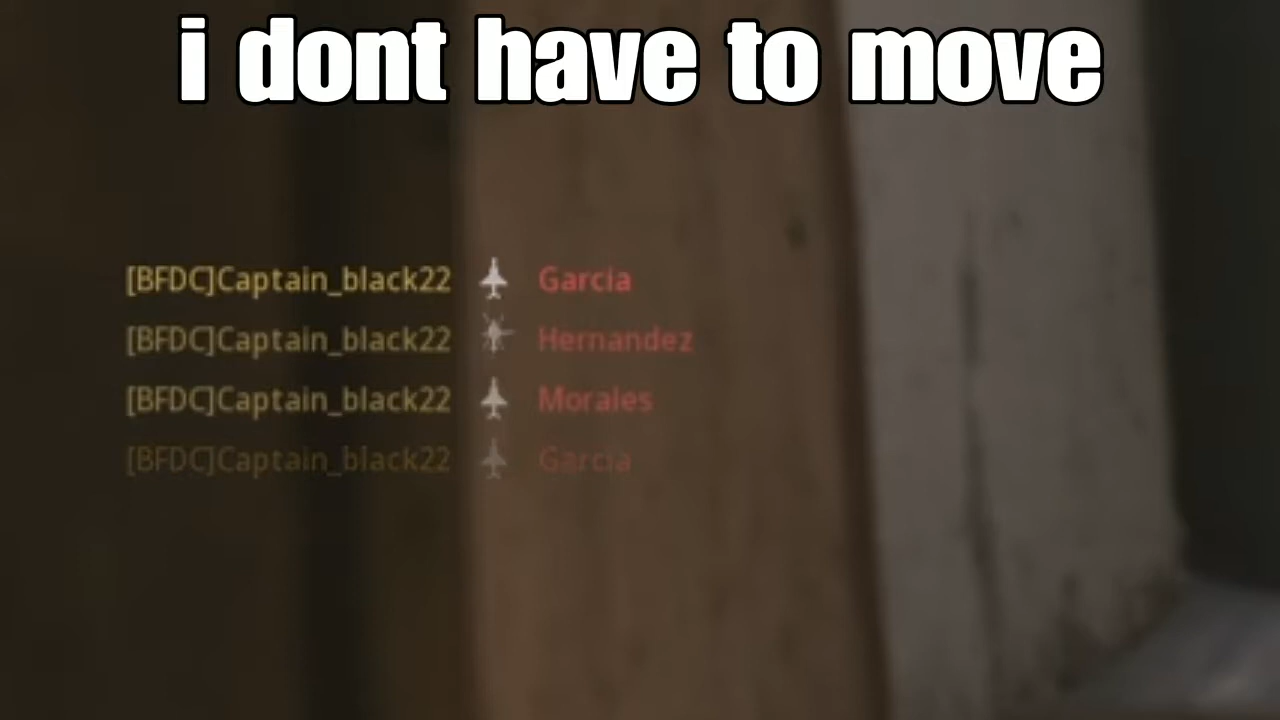 i dont have to move
[BFDC]Captain_black22 Garcia
[BFDC]Captain_black22 Hernandez
[BFDC]Captain_black22 Morales
[BFDC]Captain_black22 Garcia